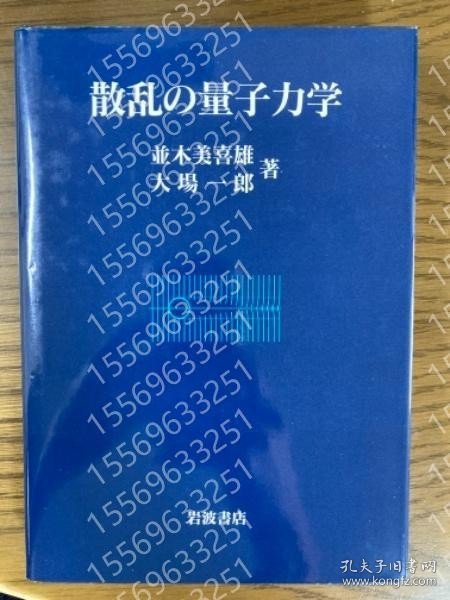 散乱の量子力学
並木美喜雄
大場一郎
著
岩波書店
15569633251
孔夫子旧书网
www.kongfz.com